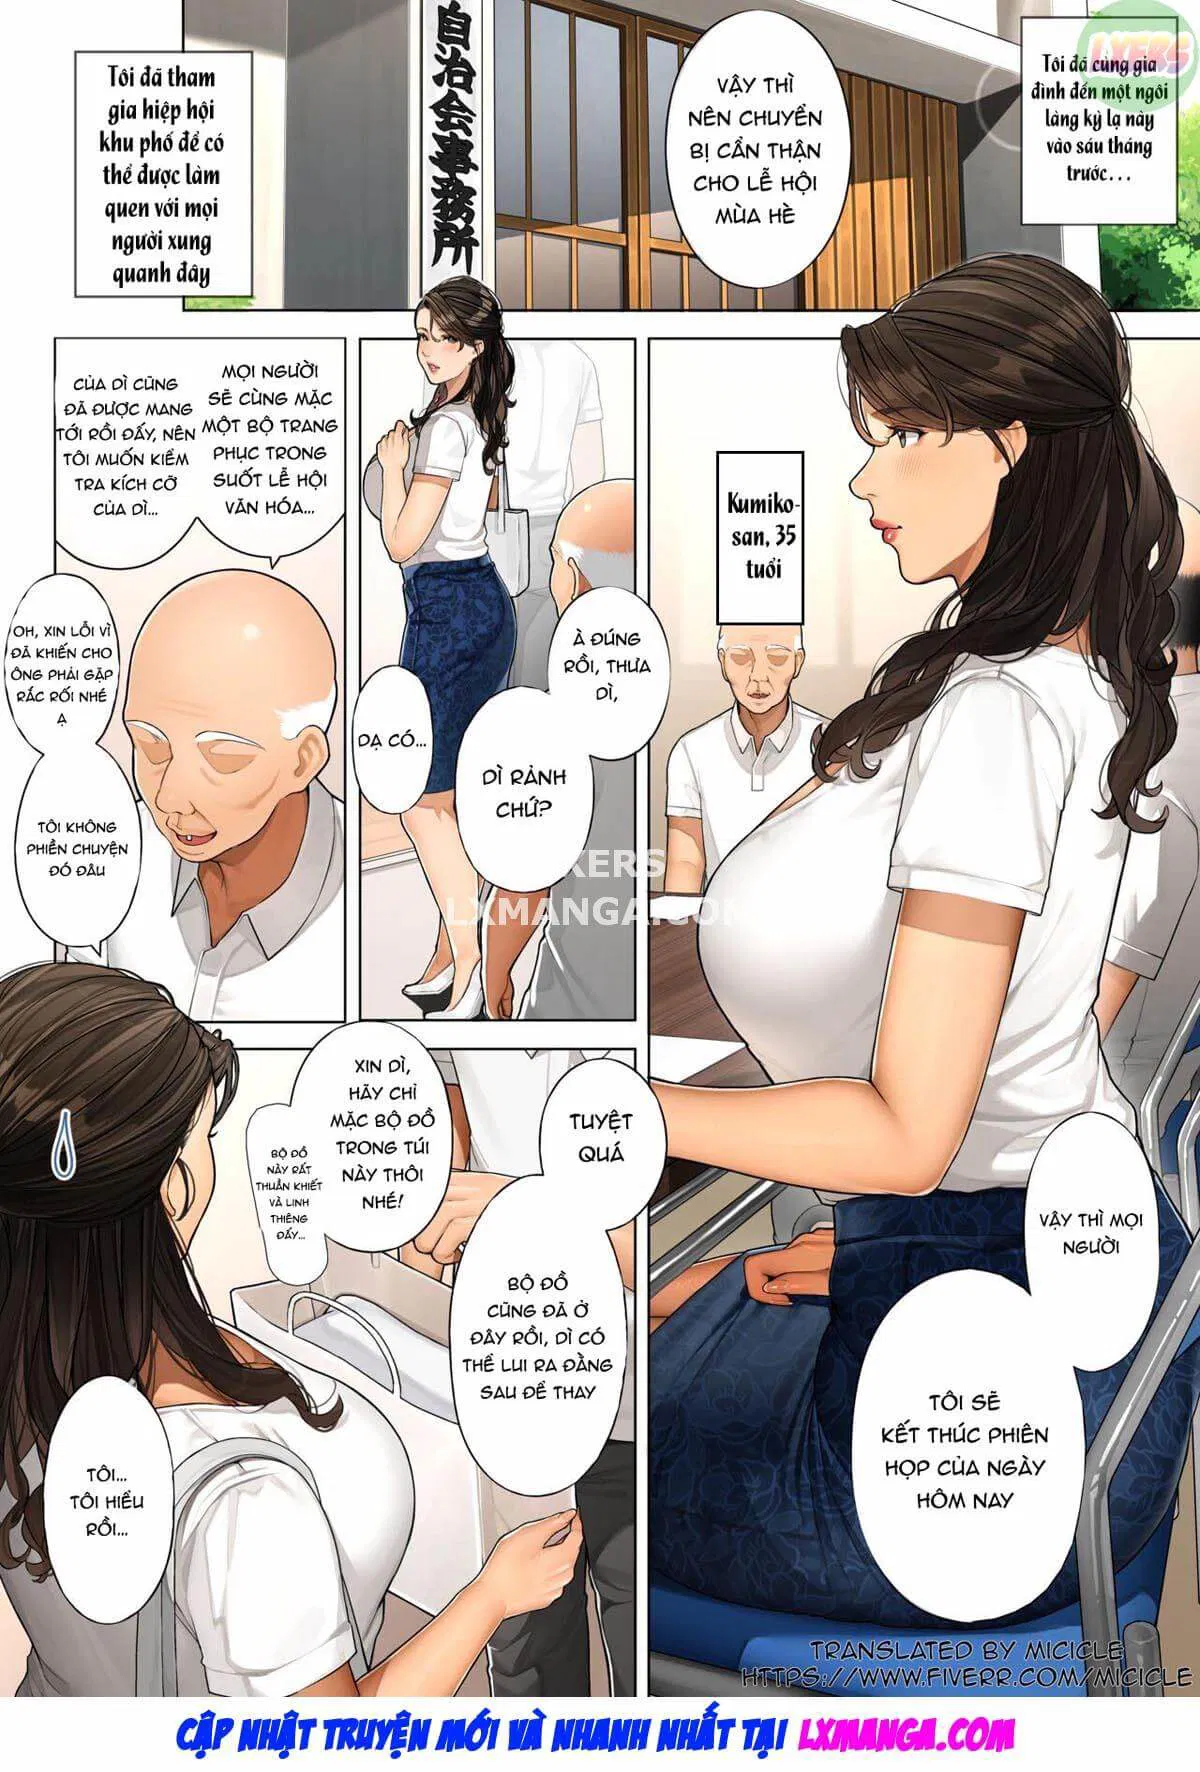 LXERS
Tôi đã cùng gia
đình đến một ngôi
làng kỳ lạ này
vào sáu tháng
trước...
VẬY THÌ
NÊN CHUYỂN
BỊ CẨN THẬN
CHO LỄ HỘI
MÙA HÈ
自治会事務所
Tôi đã tham
gia hiệp hội
khu phố để có
thể được làm
quen với mọi
người xung
quanh đây
Kumiko-
san, 35
tuổi
VẬY THÌ MỌI
NGƯỜI
TÔI SẼ
KẾT THÚC PHIÊN
HỌP CỦA NGÀY
HÔM NAY
À ĐÚNG
RỒI, THƯA
DÌ,
DÌ RẢNH
CHỨ?
DẠ CÓ...
MỌI NGƯỜI
SẼ CÙNG MẶC
MỘT BỘ TRANG
PHỤC TRONG
SUỐT LỄ HỘI
VĂN HÓA...
CỦA DÌ CŨNG
ĐÃ ĐƯỢC MANG
TỚI RỒI ĐẤY, NÊN
TÔI MUỐN KIỂM
TRA KÍCH CỠ
CỦA DÌ...
OH, XIN LỖI VÌ
ĐÃ KHIẾN CHO
ÔNG PHẢI GẶP
RẮC RỐI NHÉ
Ạ
TÔI KHÔNG
PHIỀN CHUYỆN
ĐÓ ĐÂU
KERS
LXMANGA.COM
TUYỆT
QUÁ
BỘ ĐỒ
CŨNG ĐÃ Ở
ĐÂY RỒI, DÌ CÓ
THỂ LUI RA ĐẰNG
SAU ĐỂ THAY
XIN DÌ,
HÃY CHỈ
MẶC BỘ ĐỒ
TRONG TÚI
NÀY THÔI
NHÉ!
BỘ ĐỒ
NÀY RẤT
THUẦN KHIẾT
VÀ LINH
THIÊNG
ĐẤY...
TÔI...
TÔI HIỂU
RỒI...
TRANSLATED BY MICICLE
HTTPS://WWW.FIVERR.COM/MICICLE
CẬP NHẬT TRUYỆN MỚI VÀ NHANH NHẤT TẠI LXMANGA.COM